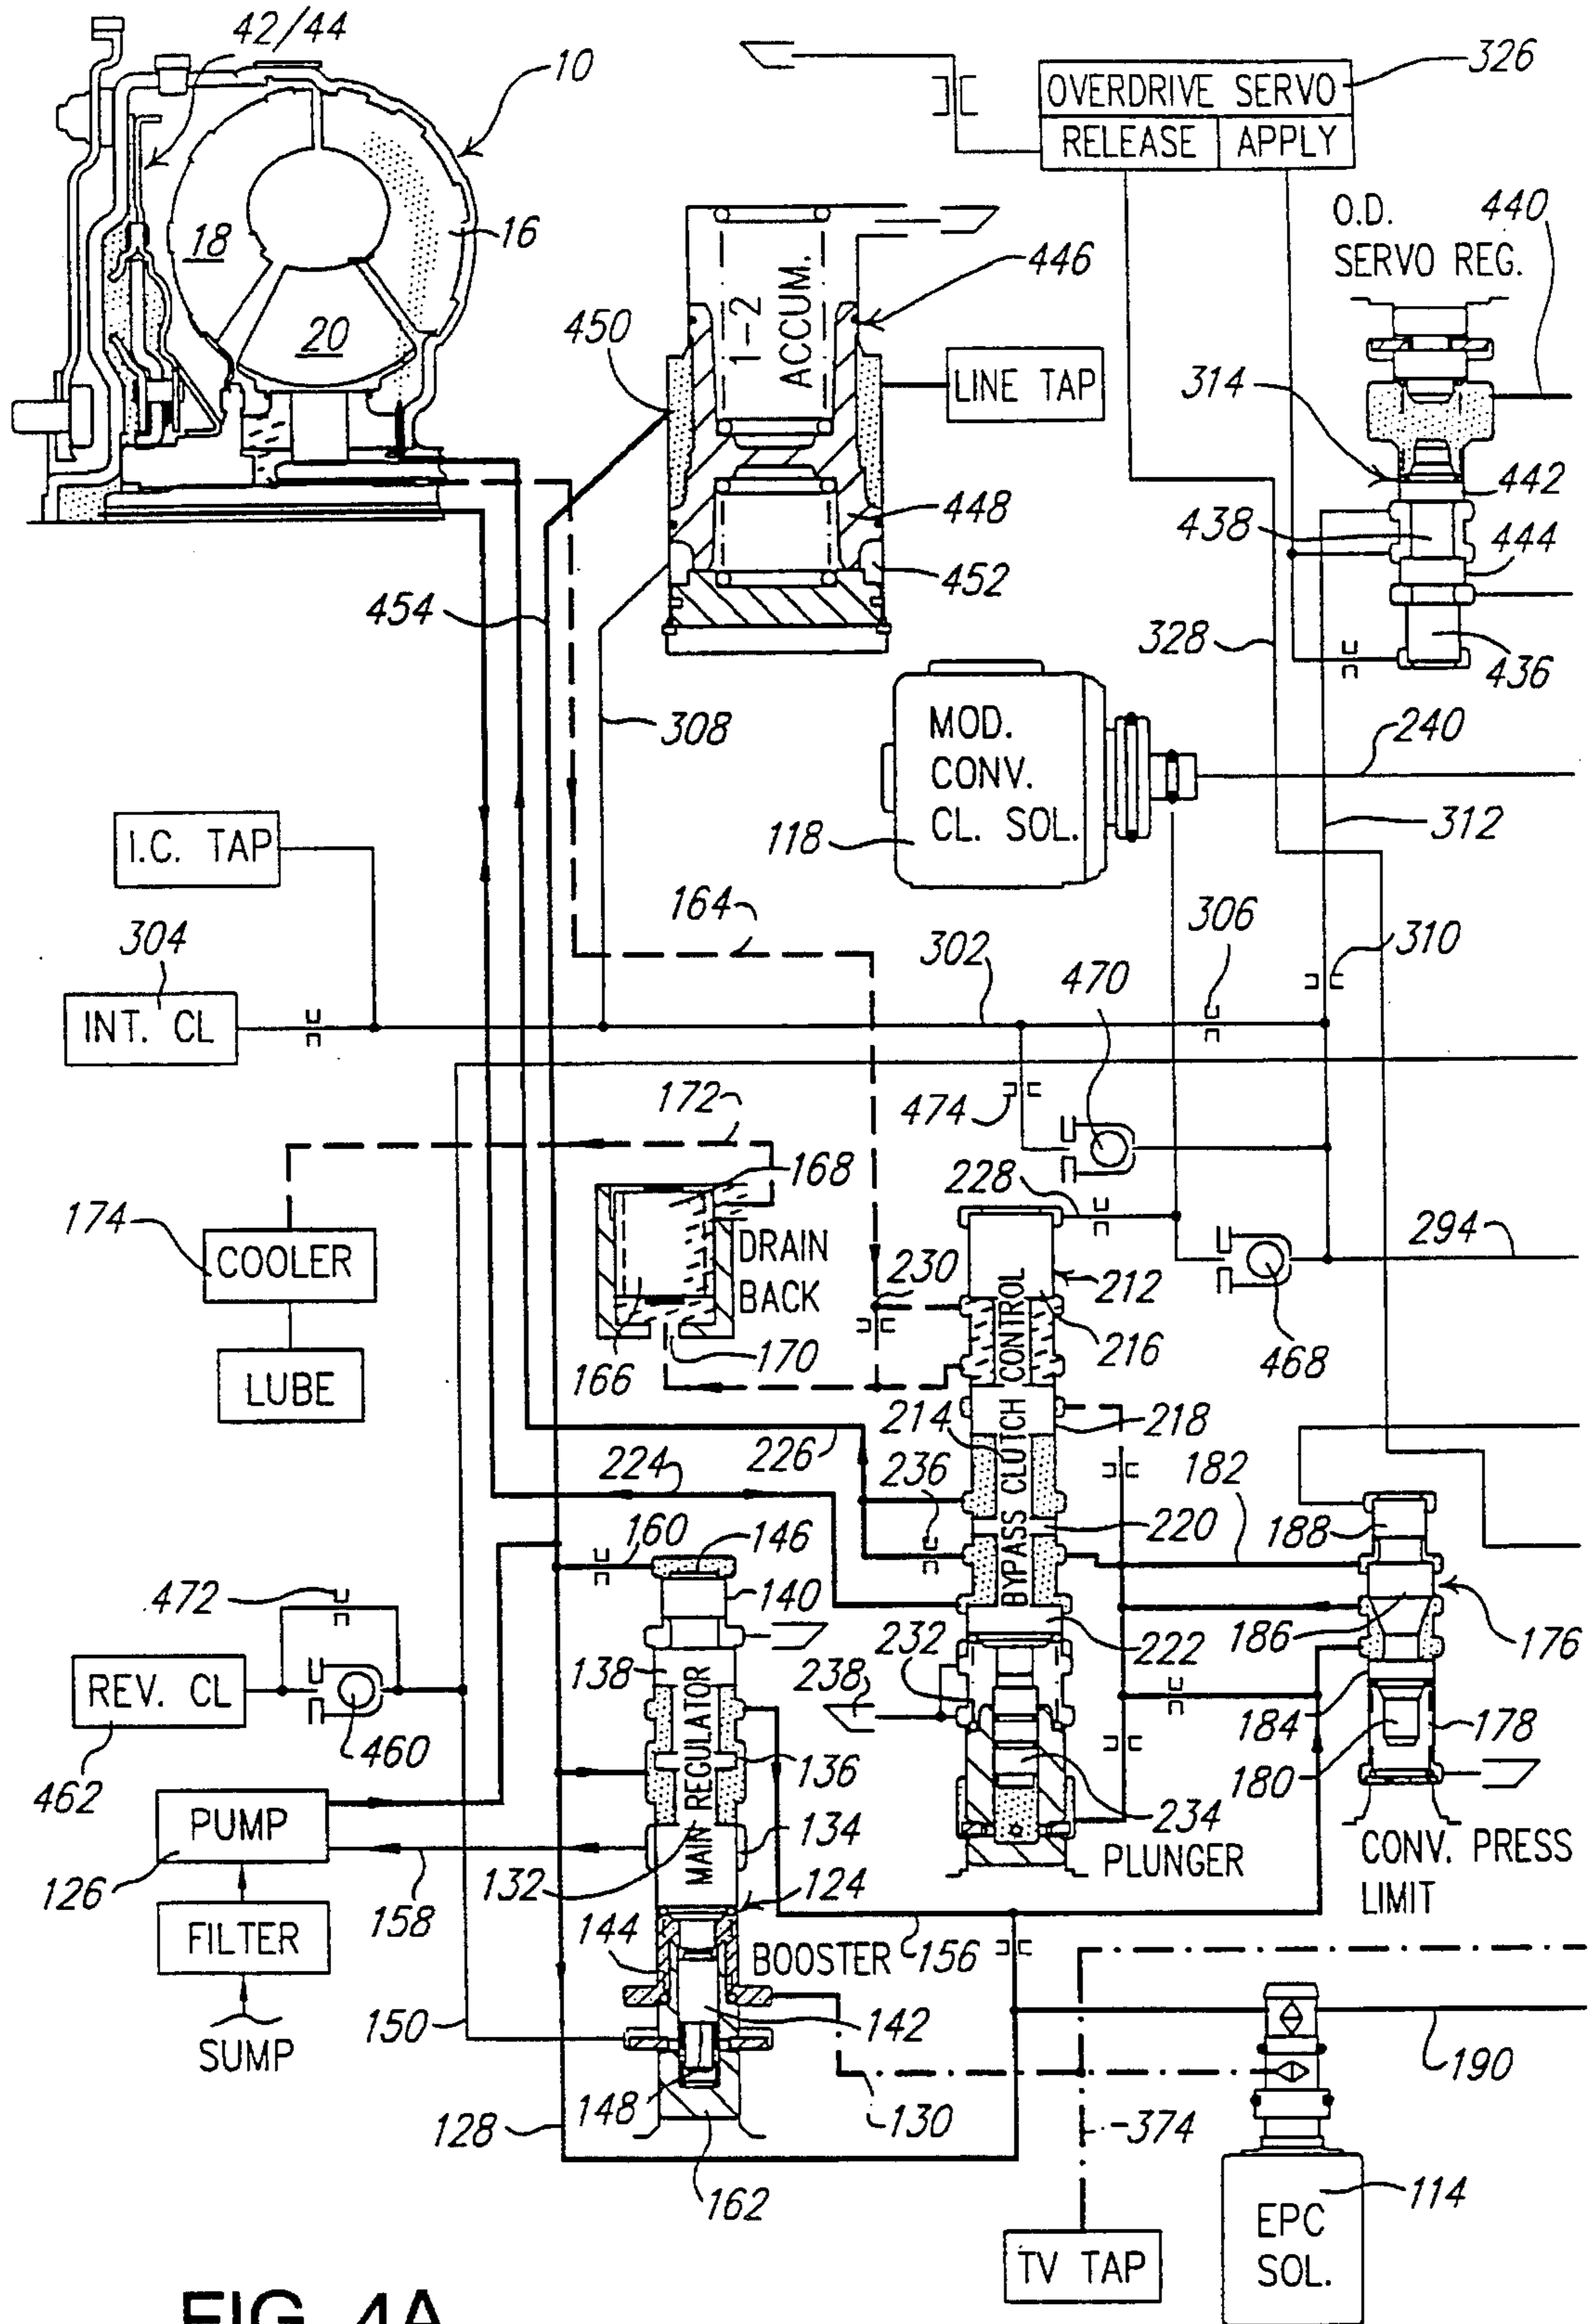 42/44
10
326
OVERDRIVE SERVO
RELEASE
APPLY
18
16
20
O.D.
SERVO REG.
440
446
1-2
ACCUM.
450
LINE TAP
314
442
448
438
444
452
454
328
436
308
MOD.
CONV.
CL. SOL.
118
240
312
I.C. TAP
164
306
310
304
302
470
INT. CL
474
172
168
228
174
COOLER
DRAIN
BACK
230
212
294
LUBE
166
170
216
468
BYPASS CLUTCH CONTROL
214
218
224
226
236
182
160
146
220
188
472
140
186
176
REV. CL
138
232
222
238
184
178
462
460
MAIN REGULATOR
136
180
PUMP
134
234
126
132
PLUNGER
CONV. PRESS
LIMIT
158
124
FILTER
144
BOOSTER
156
150
142
SUMP
190
148
130
128
374
162
114
EPC
SOL.
TV TAP
FIG. 4A